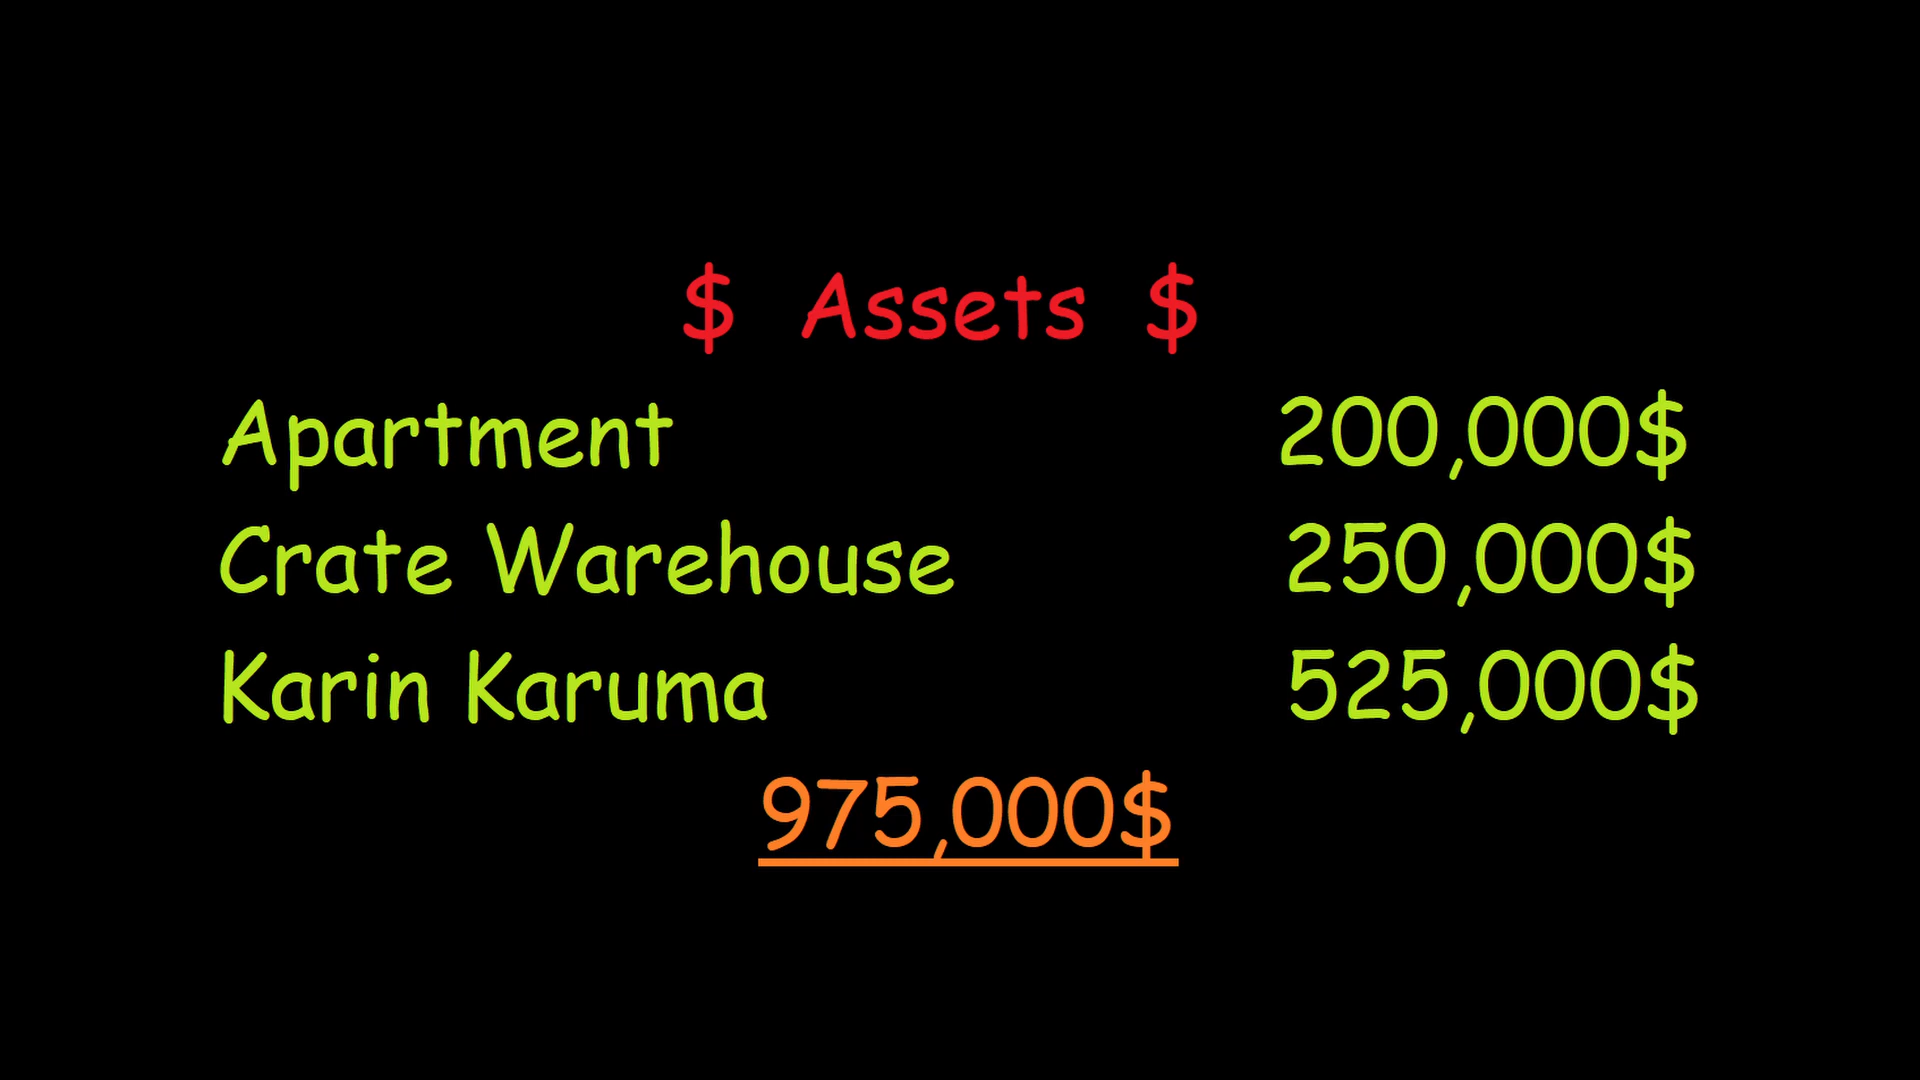 $ Assets $
Apartment 200,000$
Crate Warehouse 250,000$
Karin Karuma 525,000$
975,000$